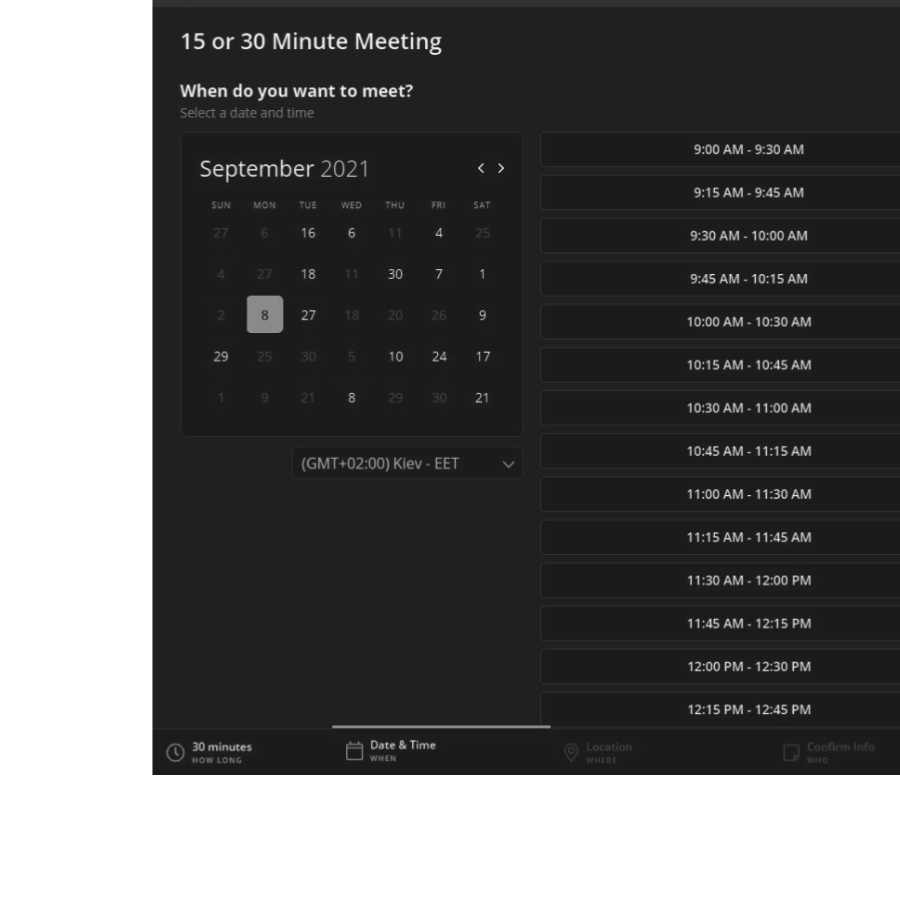 15 or 30 Minute Meeting
When do you want to meet?
Select a date and time
September 2021
SUN MON TUE WED THU FRI SAT
27 6 16 6 11 4 25
4 27 18 11 30 7 1
2 8 27 18 20 26 9
29 25 30 5 10 24 17
1 9 21 8 29 30 21
(GMT+02:00) Kiev - EET
9:00 AM - 9:30 AM
9:15 AM - 9:45 AM
9:30 AM - 10:00 AM
9:45 AM - 10:15 AM
10:00 AM - 10:30 AM
10:15 AM - 10:45 AM
10:30 AM - 11:00 AM
10:45 AM - 11:15 AM
11:00 AM - 11:30 AM
11:15 AM - 11:45 AM
11:30 AM - 12:00 PM
11:45 AM - 12:15 PM
12:00 PM - 12:30 PM
12:15 PM - 12:45 PM
30 minutes
HOW LONG
Date & Time
WHEN
Location
WHERE
Confirm Info
WHO